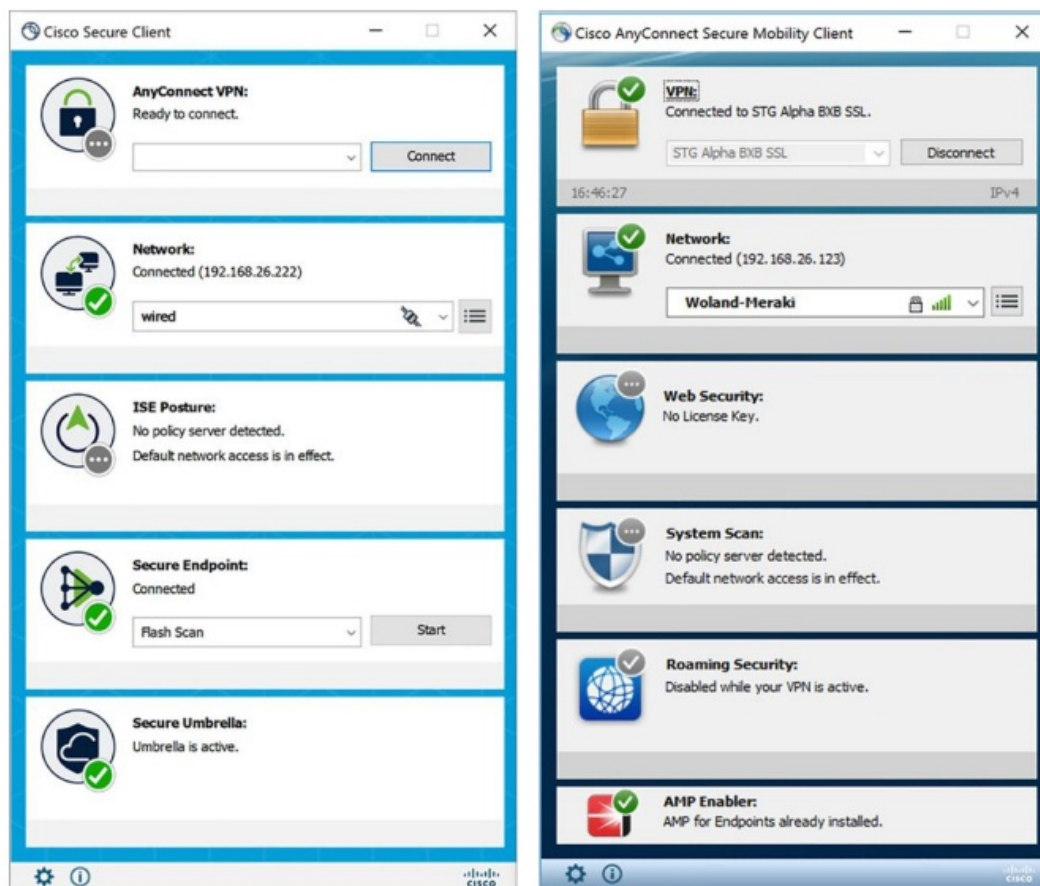 Cisco Secure Client
AnyConnect VPN:
Ready to connect.
Connect
Network:
Connected (192.168.26.222)
wired
ISE Posture:
No policy server detected.
Default network access is in effect.
Secure Endpoint:
Connected
Flash Scan
Start
Secure Umbrella:
Umbrella is active.
CISCO
Cisco AnyConnect Secure Mobility Client
VPN:
Connected to STG Alpha BXB SSL.
STG Alpha BXB SSL
Disconnect
16:46:27
IPv4
Network:
Connected (192.168.26.123)
Woland-Meraki
Web Security:
No License Key.
System Scan:
No policy server detected.
Default network access is in effect.
Roaming Security:
Disabled while your VPN is active.
AMP Enabler:
AMP for Endpoints already installed.
CISCO